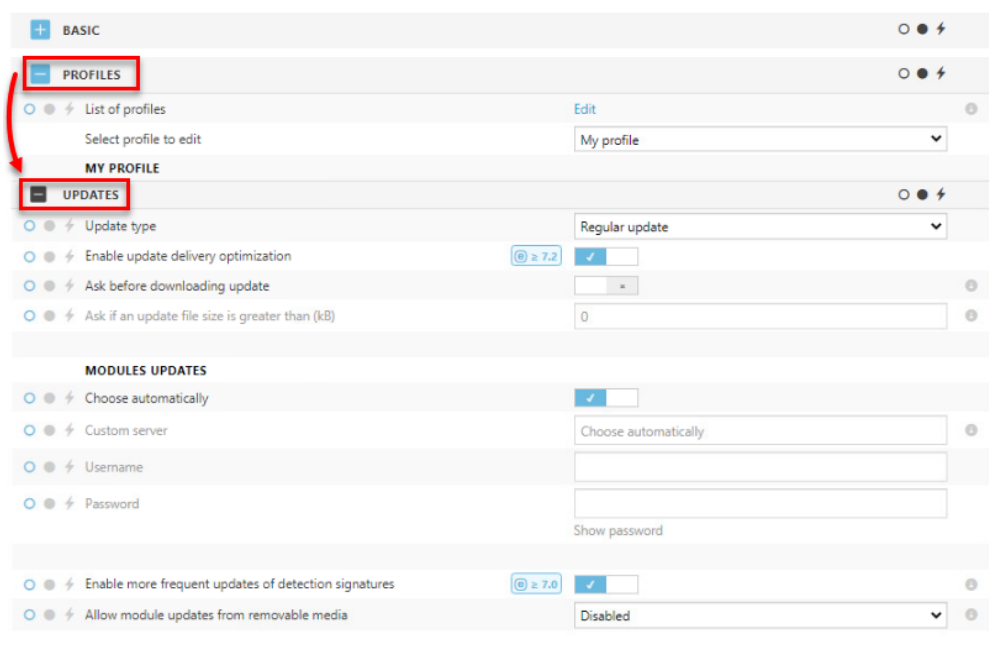 BASIC
PROFILES
List of profiles Edit
Select profile to edit My profile
MY PROFILE
UPDATES
Update type Regular update
Enable update delivery optimization ≥ 7.2
Ask before downloading update
Ask if an update file size is greater than (kB) 0
MODULES UPDATES
Choose automatically
Custom server Choose automatically
Username
Password
Show password
Enable more frequent updates of detection signatures ≥ 7.0
Allow module updates from removable media Disabled